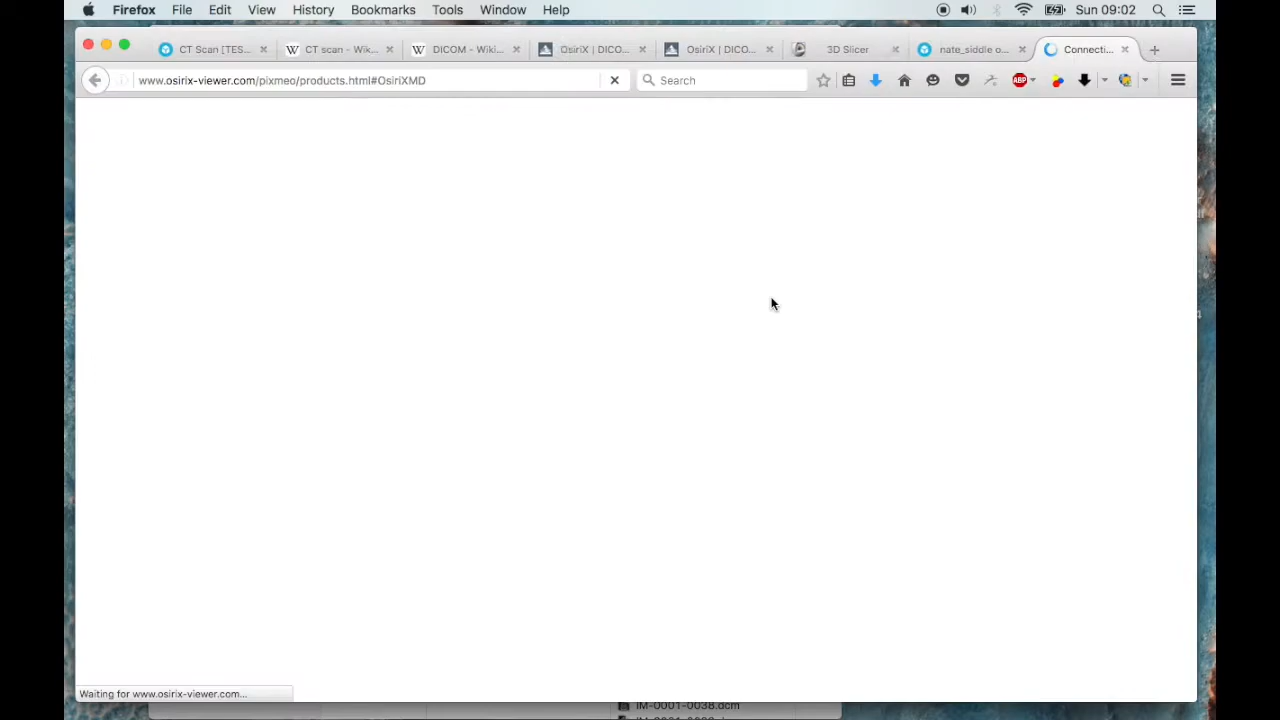 Firefox File Edit View History Bookmarks Tools Window Help Sun 09:02
CT Scan [TES... CT scan - Wik... DICOM - Wiki... OsiriX | DICO... OsiriX | DICO... 3D Slicer nate_siddle o... Connecti...
www.osirix-viewer.com/pixmeo/products.html#OsiriXMD Search ABP
Waiting for www.osirix-viewer.com...
IM-0001-0038.dcm